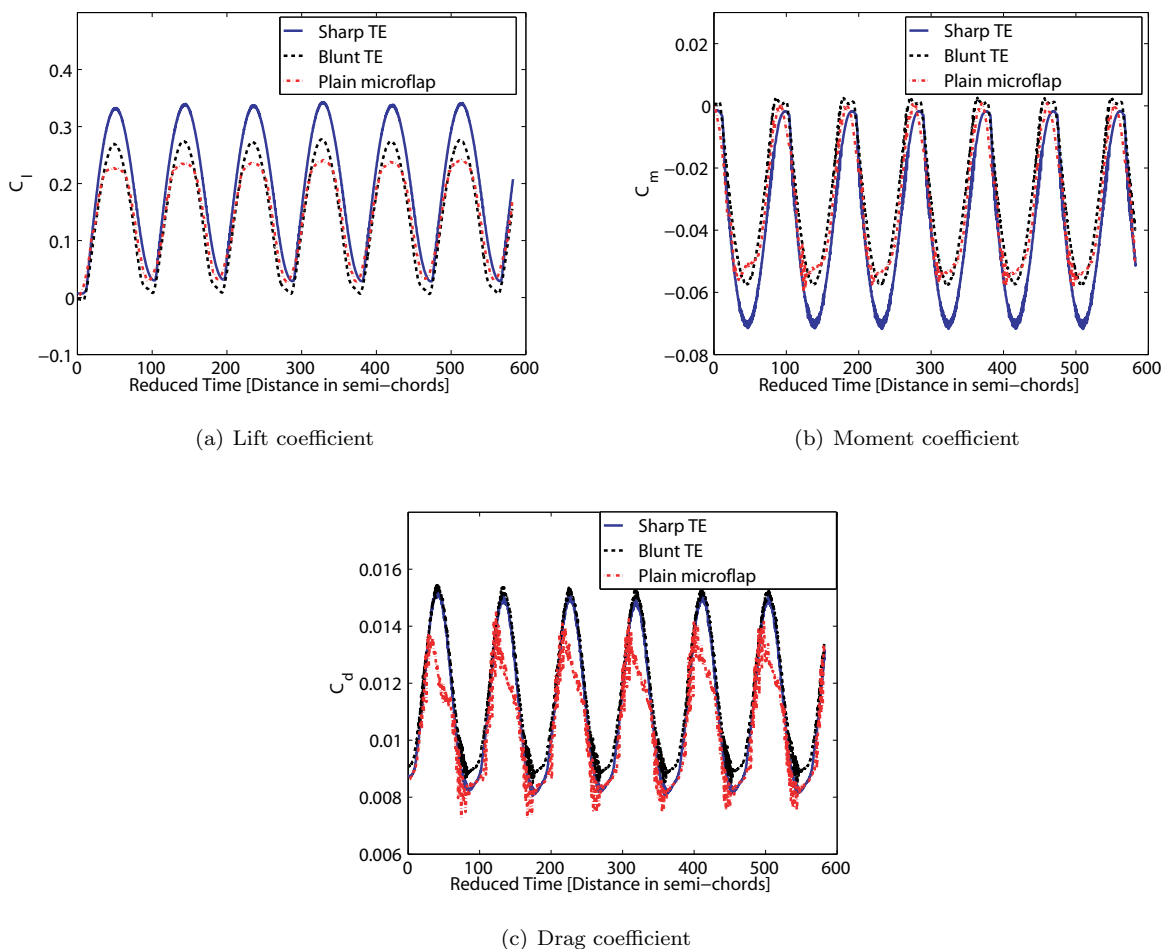 Sharp TE
Blunt TE
Plain microflap
0.4
0.3
0.2
0.1
0
−0.1
C_l
0 100 200 300 400 500 600
Reduced Time [Distance in semi−chords]
(a) Lift coefficient
Sharp TE
Blunt TE
Plain microflap
0.02
0
−0.02
−0.04
−0.06
−0.08
C_m
0 100 200 300 400 500 600
Reduced Time [Distance in semi−chords]
(b) Moment coefficient
Sharp TE
Blunt TE
Plain microflap
0.016
0.014
0.012
0.01
0.008
0.006
C_d
0 100 200 300 400 500 600
Reduced Time [Distance in semi−chords]
(c) Drag coefficient